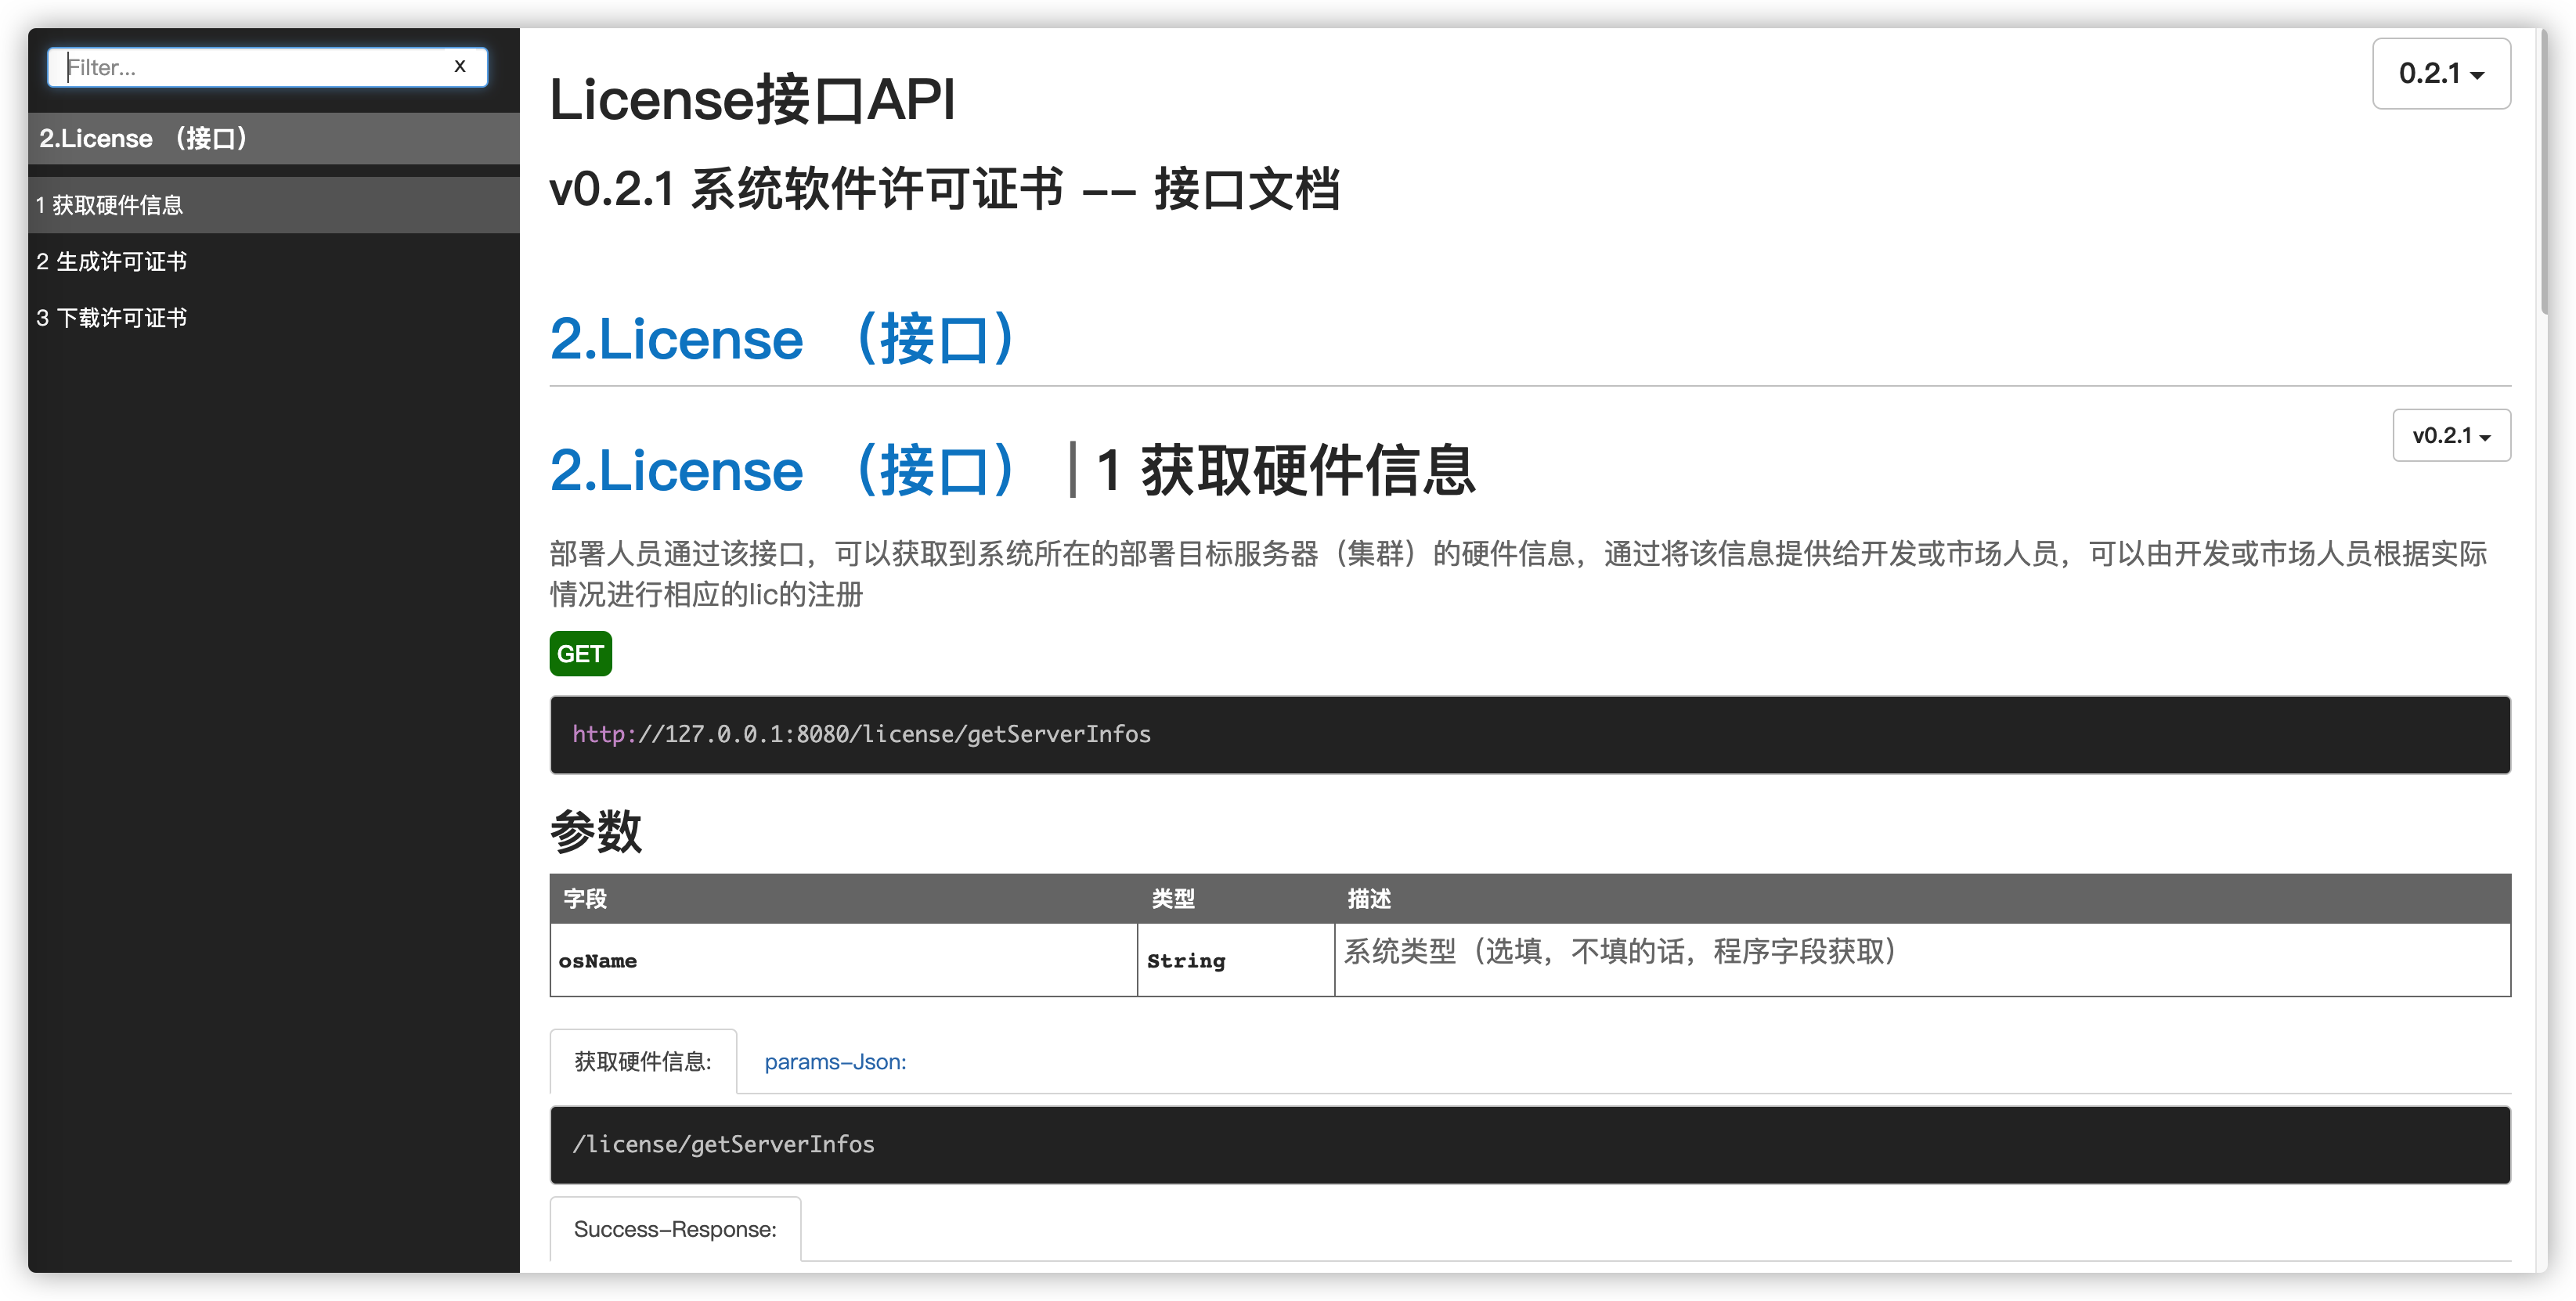 Filter...
x
2.License （接口）
1 获取硬件信息
2 生成许可证书
3 下载许可证书
License接口API
0.2.1
v0.2.1 系统软件许可证书 -- 接口文档
2.License （接口）
2.License （接口） | 1 获取硬件信息
v0.2.1
部署人员通过该接口，可以获取到系统所在的部署目标服务器（集群）的硬件信息，通过将该信息提供给开发或市场人员，可以由开发或市场人员根据实际
情况进行相应的lic的注册
GET
http://127.0.0.1:8080/license/getServerInfos
参数
字段 类型 描述
osName String 系统类型（选填，不填的话，程序字段获取）
获取硬件信息: params-Json:
/license/getServerInfos
Success-Response: